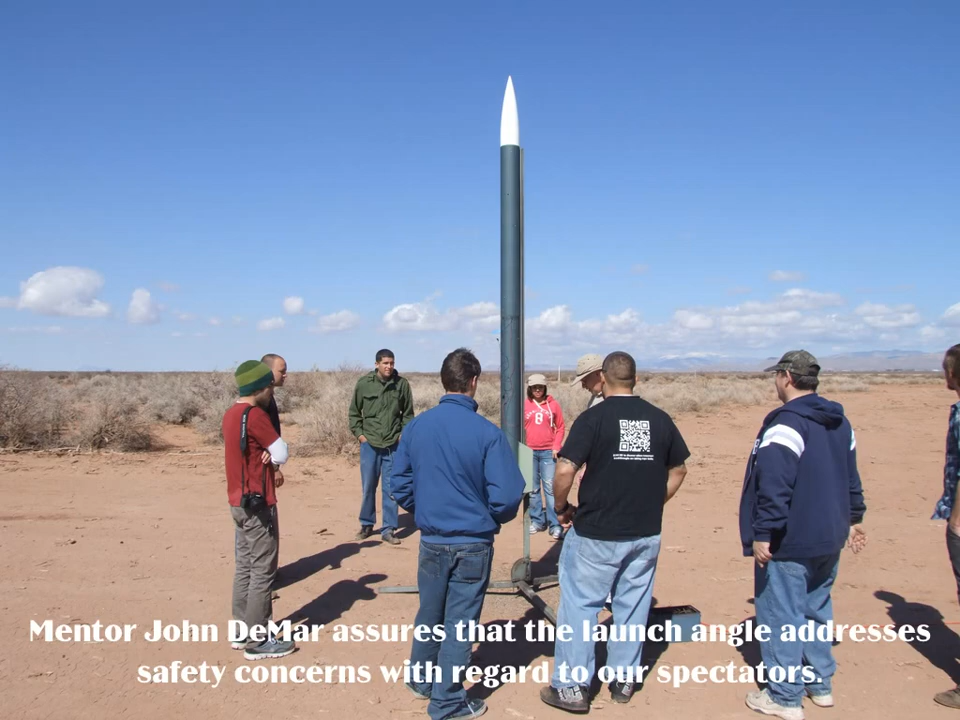 Mentor John DeMar assures that the launch angle addresses
safety concerns with regard to our spectators.